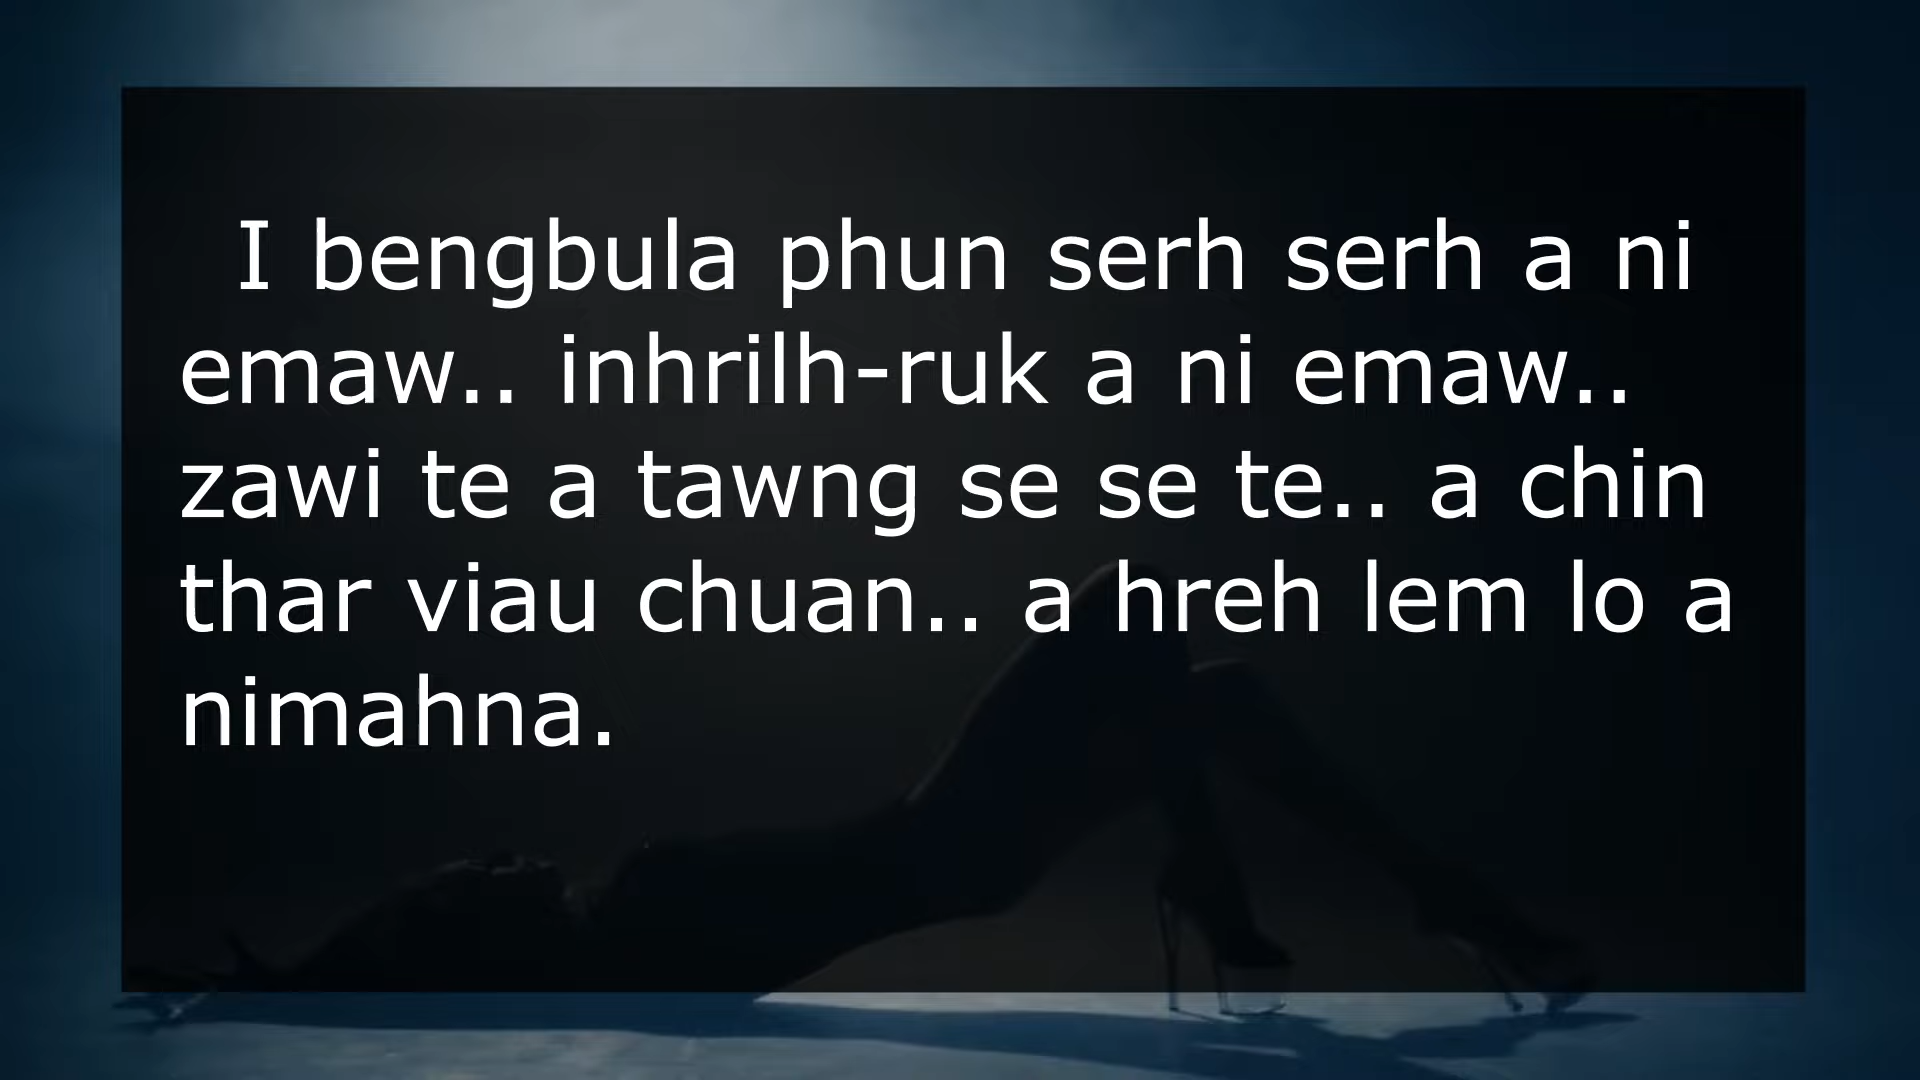 I bengbula phun serh serh a ni
emaw.. inhrilh-ruk a ni emaw..
zawi te a tawng se se te.. a chin
thar viau chuan.. a hreh lem lo a
nimahna.